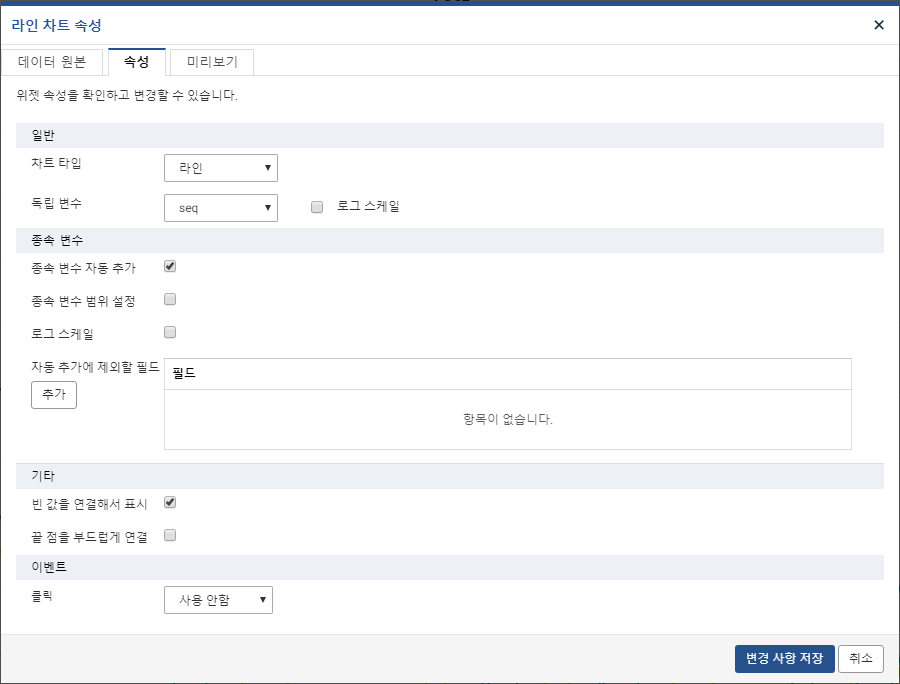 라인 차트 속성
×
데이터 원본 속성 미리보기
위젯 속성을 확인하고 변경할 수 있습니다.
일반
차트 타입 라인
독립 변수 seq 로그 스케일
종속 변수
종속 변수 자동 추가
종속 변수 범위 설정
로그 스케일
자동 추가에 제외할 필드 필드
추가
항목이 없습니다.
기타
빈 값을 연결해서 표시
끝 점을 부드럽게 연결
이벤트
클릭 사용 안함
변경 사항 저장 취소